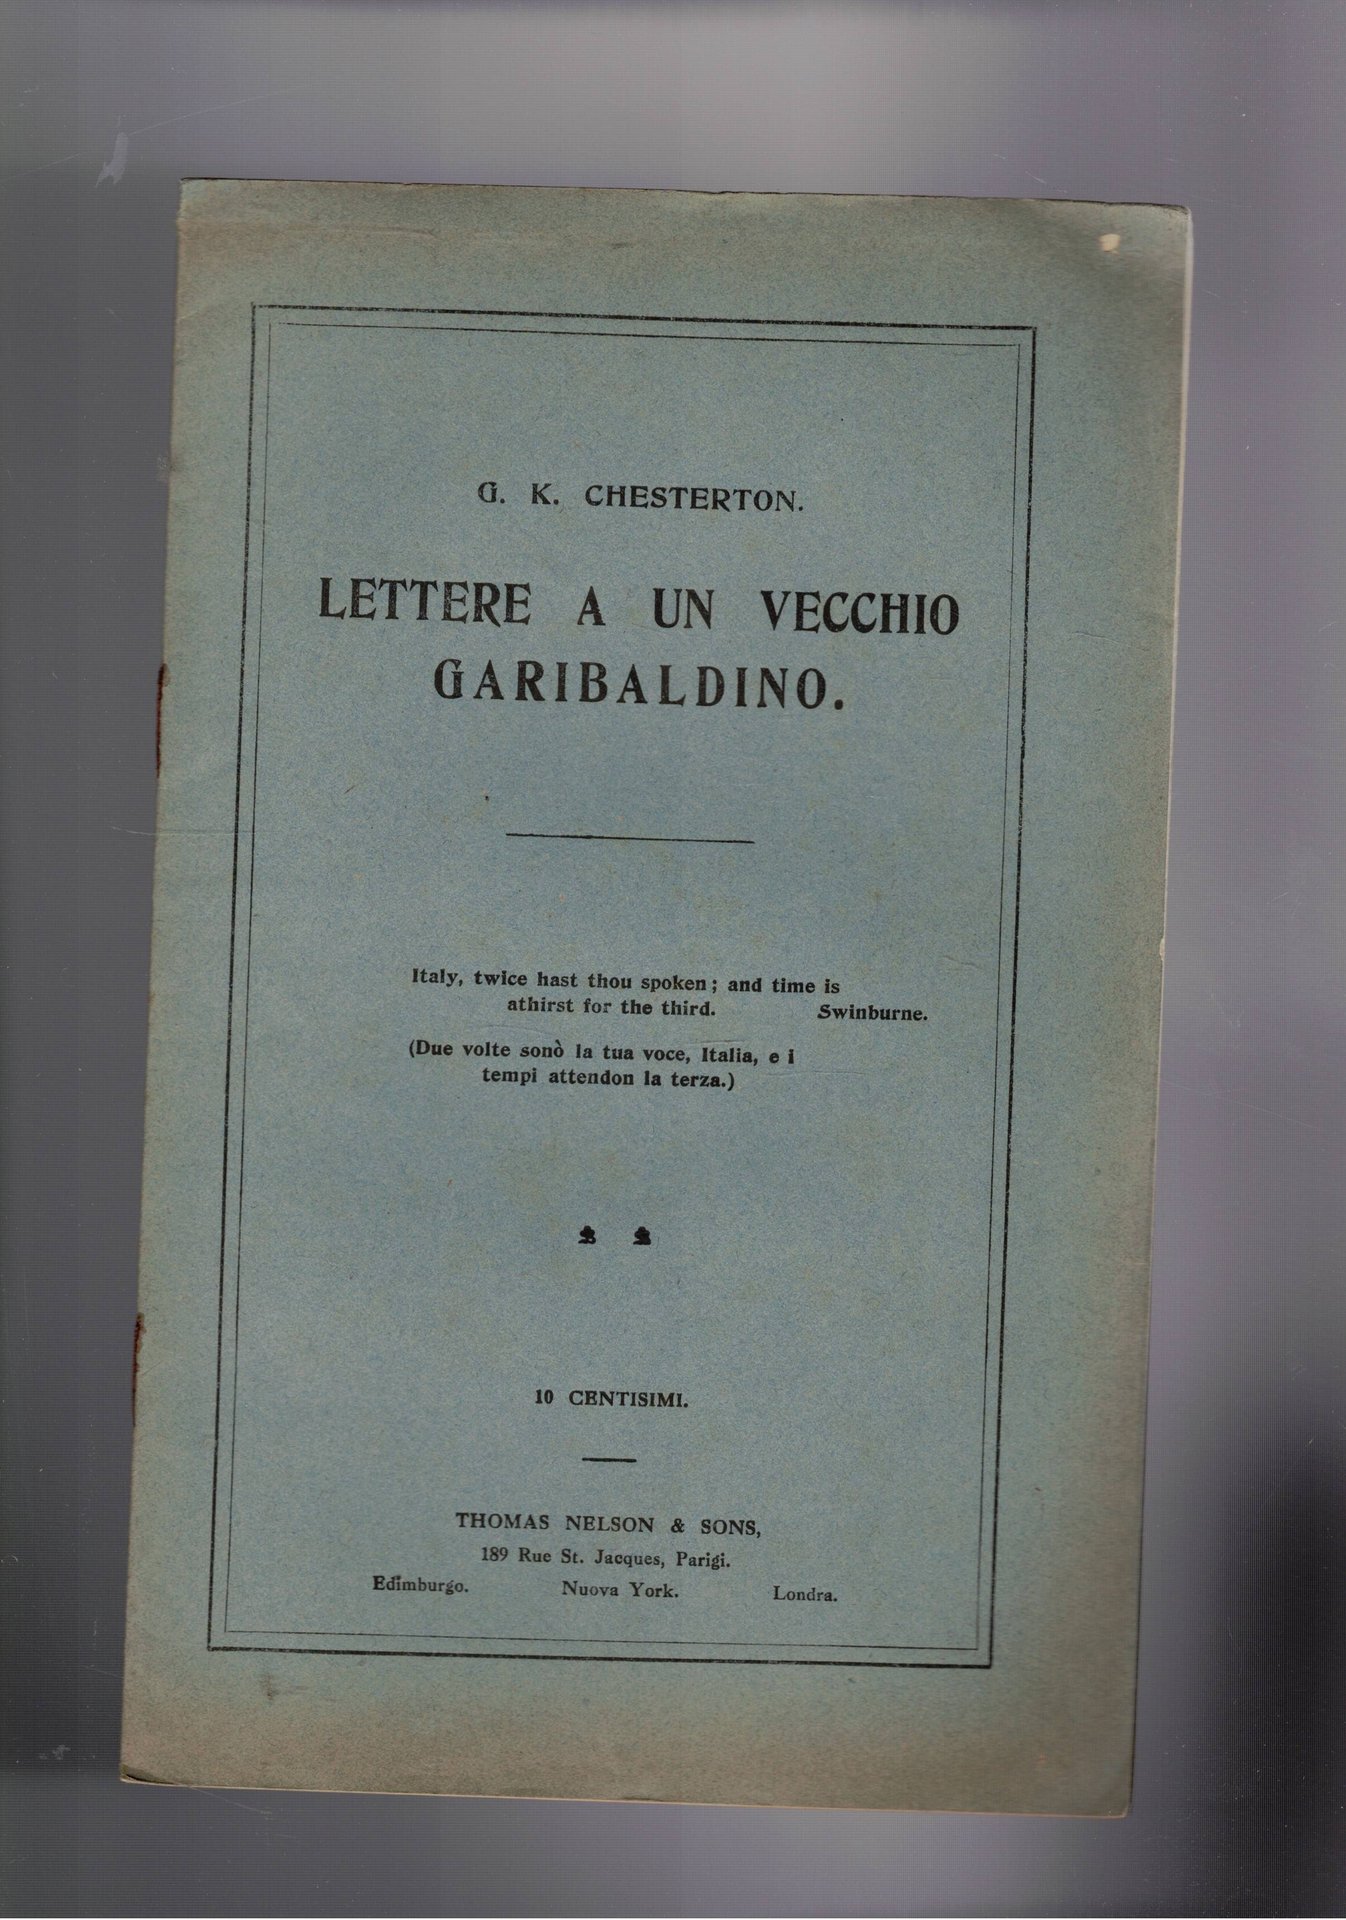 G. K. CHESTERTON.
LETTERE A UN VECCHIO
GARIBALDINO.
Italy, twice hast thou spoken; and time is
athirst for the third. Swinburne.
(Due volte sonò la tua voce, Italia, e i
tempi attendon la terza.)
10 CENTISIMI.
THOMAS NELSON & SONS,
189 Rue St. Jacques, Parigi.
Edimburgo. Nuova York. Londra.